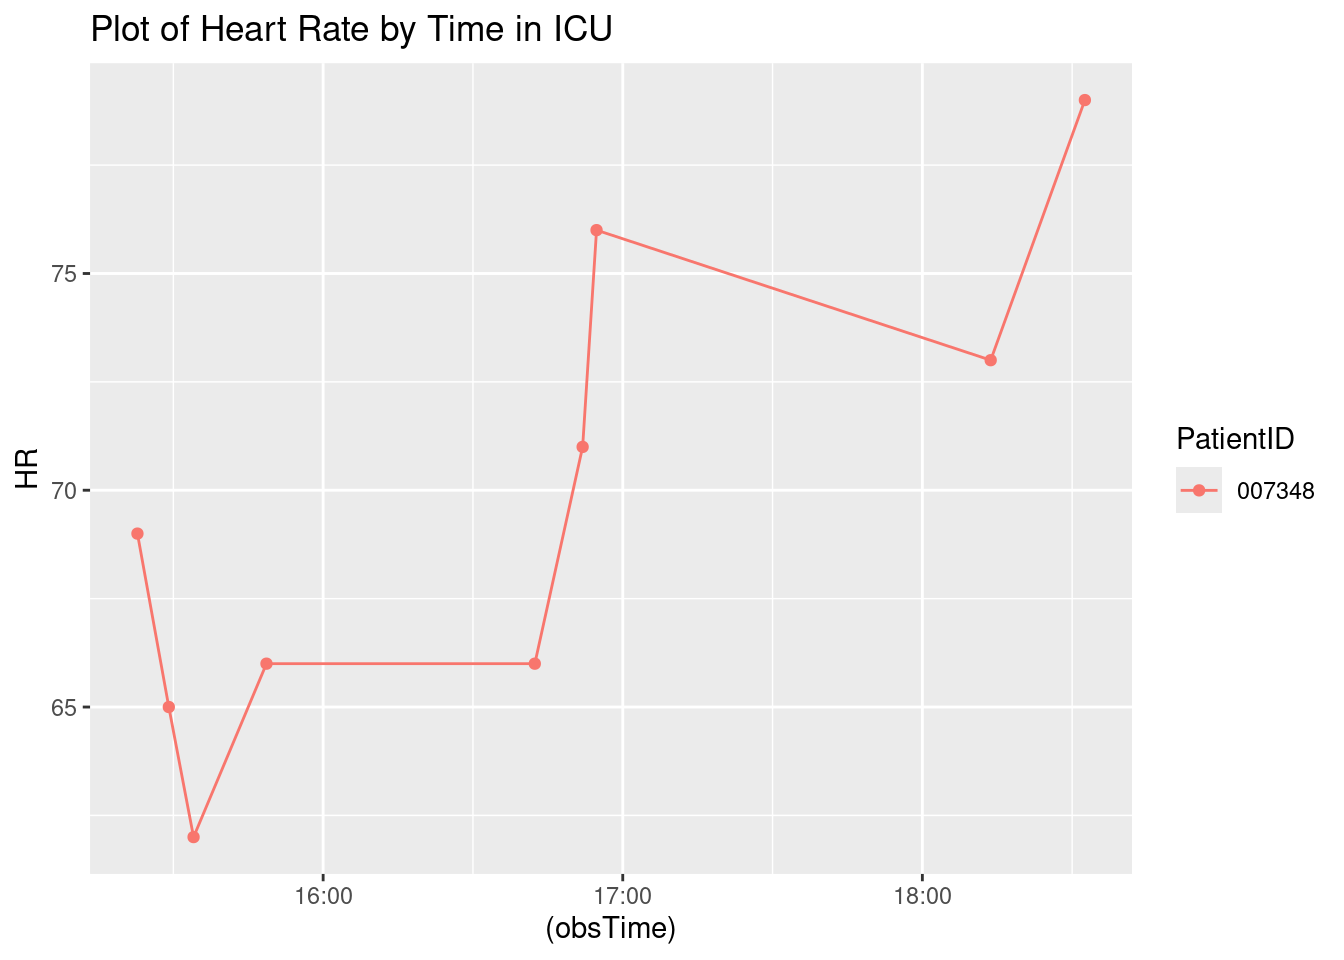 Plot of Heart Rate by Time in ICU
HR
75
70
65
16:00
17:00
18:00
(obsTime)
PatientID
007348